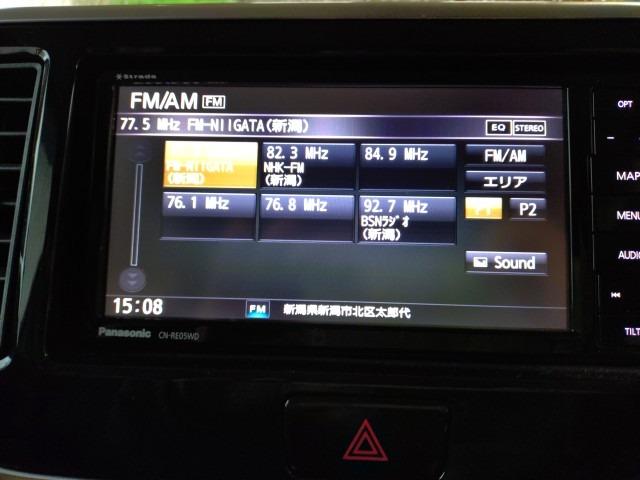 Strada
FM/AM FM
77.5 MHz FM-NIIGATA(新潟)
EQ STEREO
FM-NIIGATA
(新潟)
82.3 MHz
NHK-FM
(新潟)
84.9 MHz
FM/AM
エリア
76.1 MHz
76.8 MHz
92.7 MHz
BSNラジオ
(新潟)
P1 P2
Sound
15:08
FM
新潟県新潟市北区太郎代
Panasonic
CN-RE05WD
OPT
MAP
MENU
AUDIO
TILT